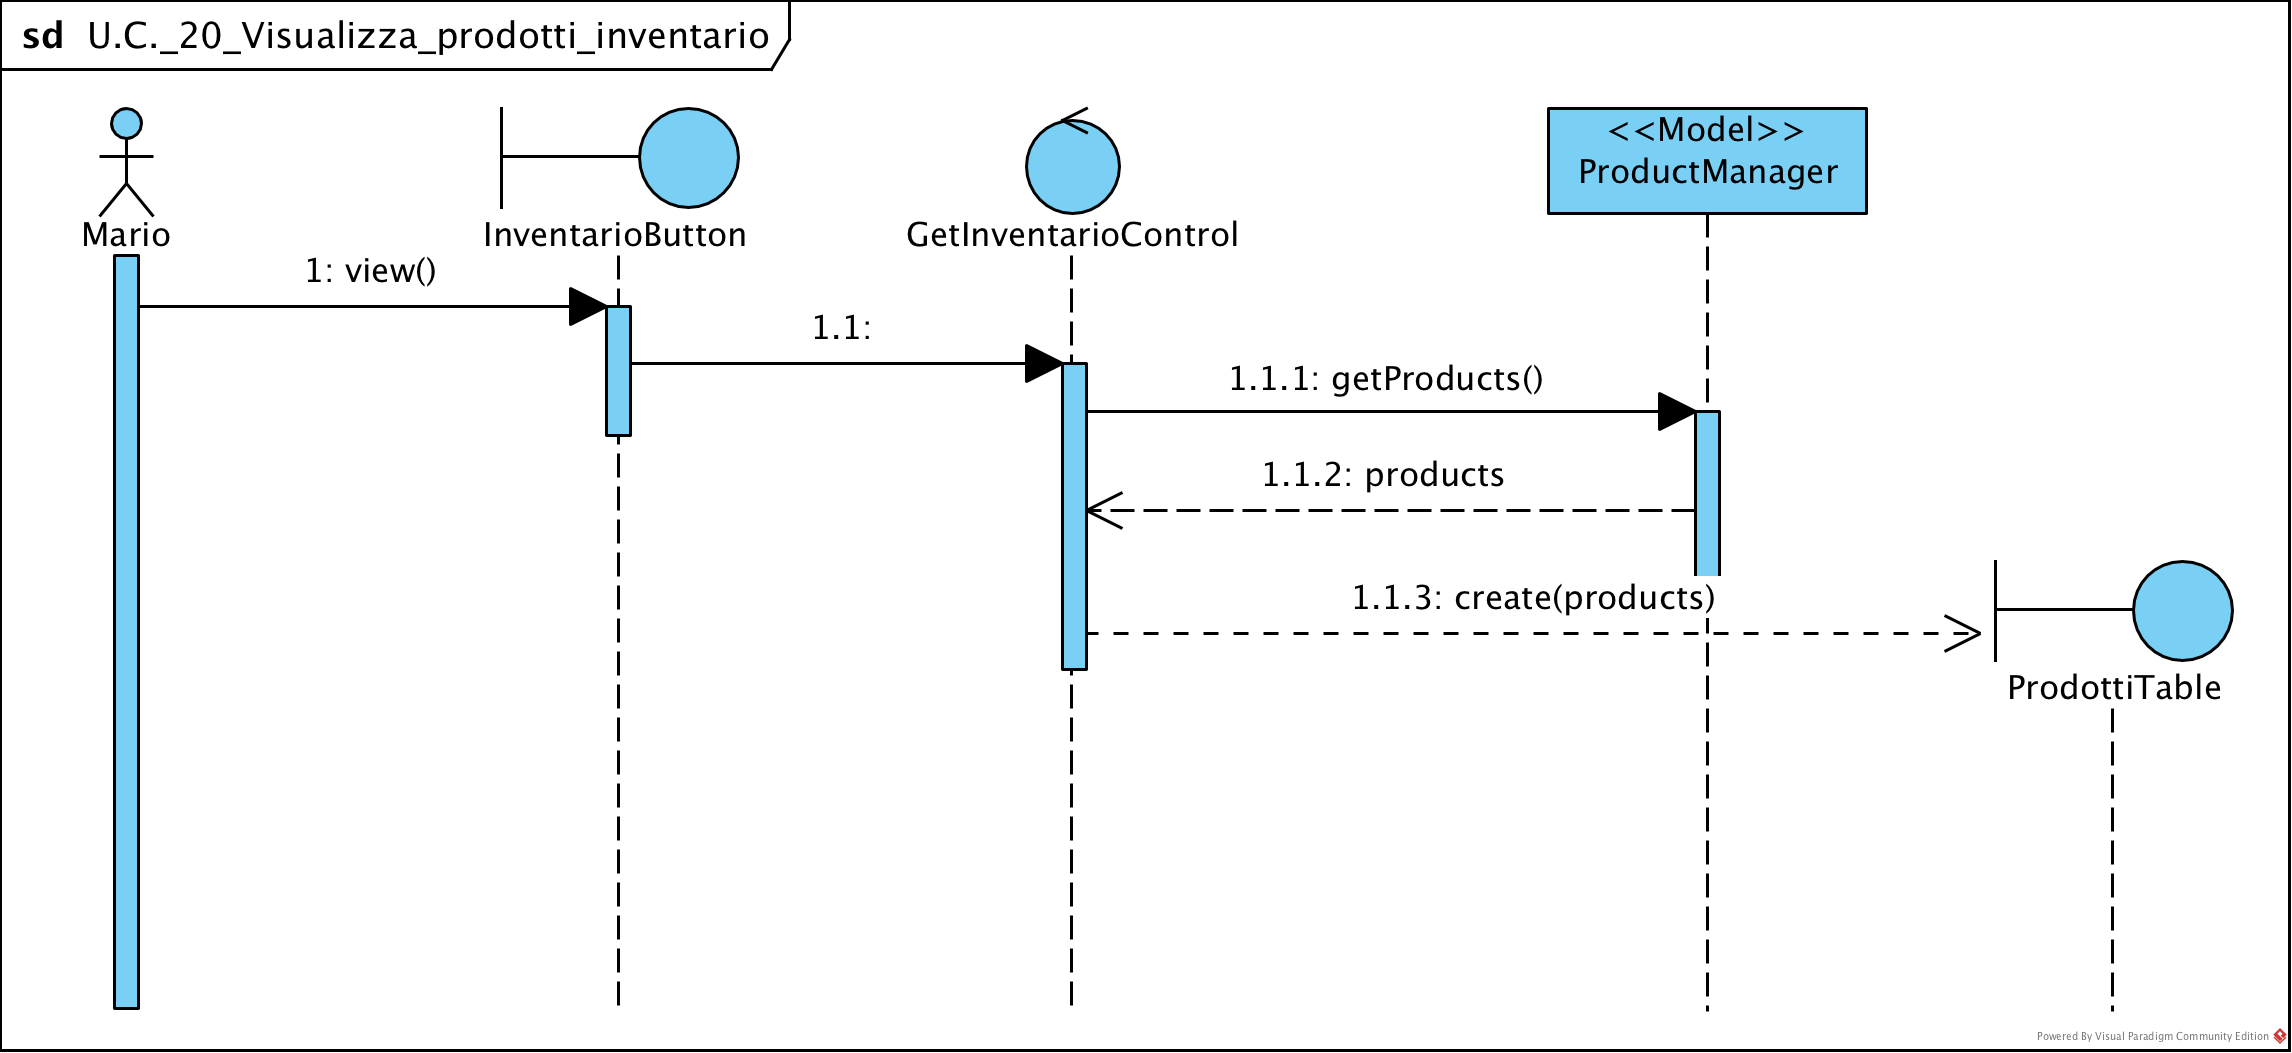 sd U.C._20_Visualizza_prodotti_inventario
<<Model>>
ProductManager
Mario
InventarioButton
GetInventarioControl
1: view()
1.1:
1.1.1: getProducts()
1.1.2: products
1.1.3: create(products)
ProdottiTable
Powered By Visual Paradigm Community Edition